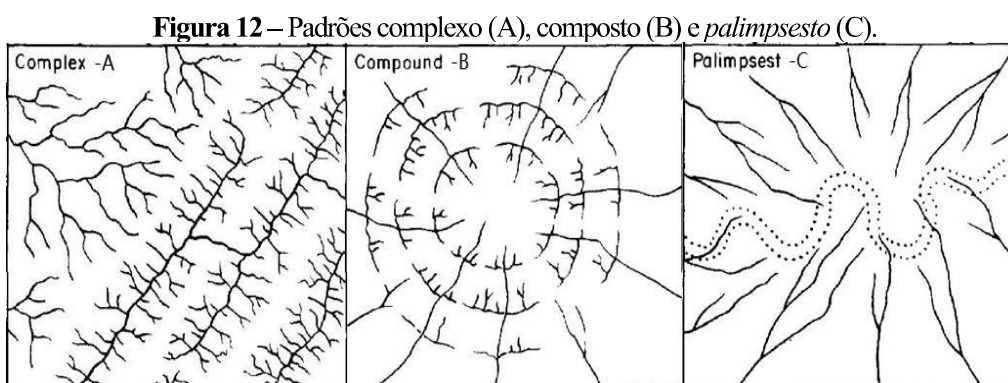 Figura 12 – Padrões complexo (A), composto (B) e palimpsesto (C).
Complex -A
Compound -B
Palimpsest -C